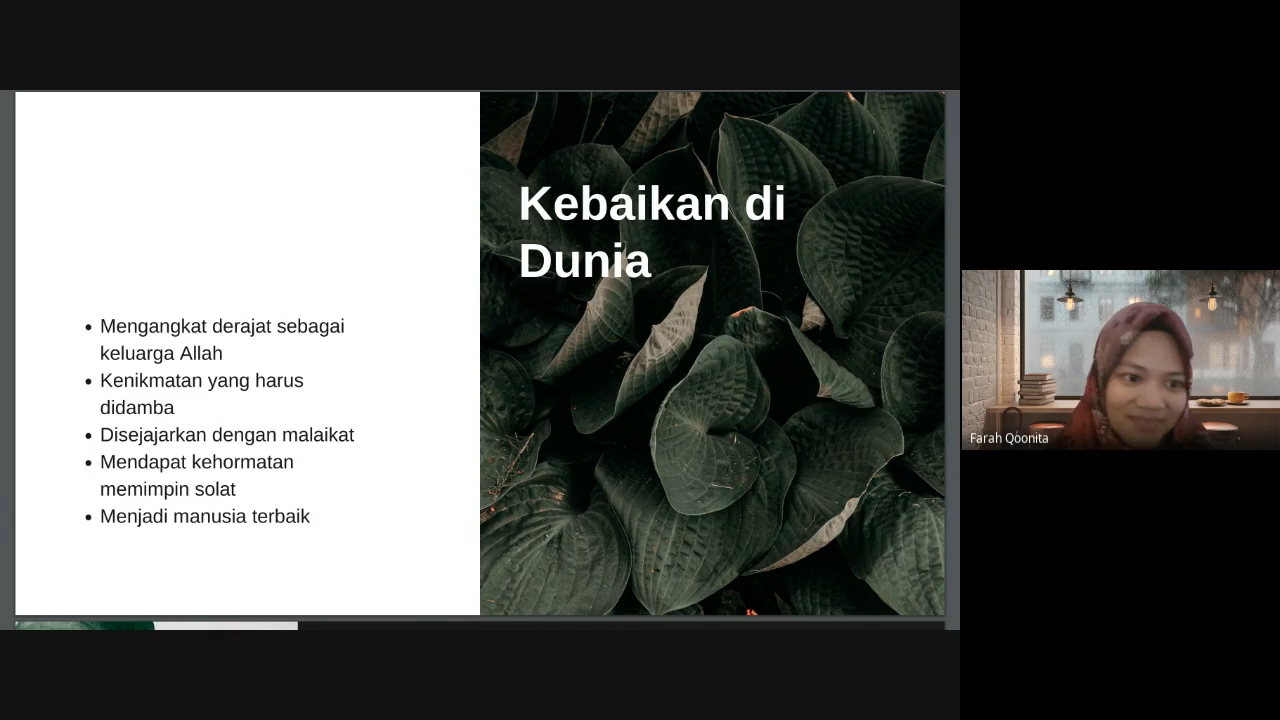 Kebaikan di
Dunia
• Mengangkat derajat sebagai
keluarga Allah
• Kenikmatan yang harus
didamba
• Disejajarkan dengan malaikat
• Mendapat kehormatan
memimpin solat
• Menjadi manusia terbaik
Farah Qoonita